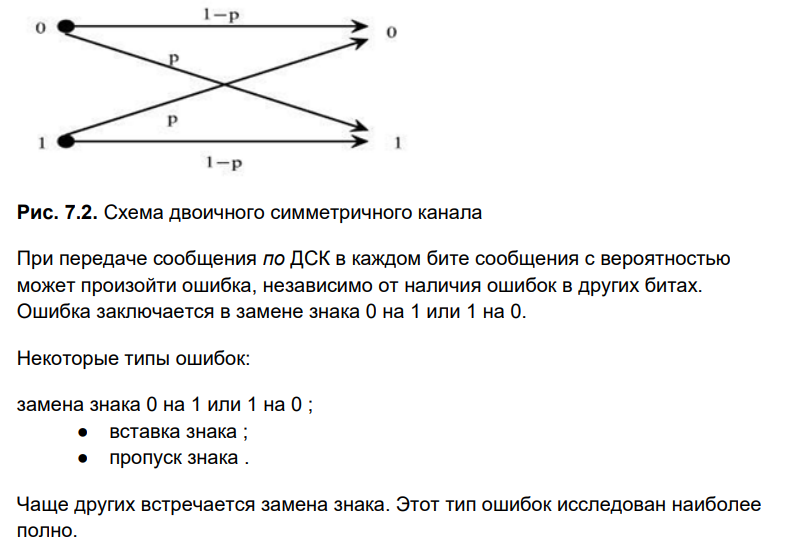 1−p
0
0
p
p
1
1
1−p
Рис. 7.2. Схема двоичного симметричного канала
При передаче сообщения по ДСК в каждом бите сообщения с вероятностью
может произойти ошибка, независимо от наличия ошибок в других битах.
Ошибка заключается в замене знака 0 на 1 или 1 на 0.
Некоторые типы ошибок:
замена знака 0 на 1 или 1 на 0 ;
● вставка знака ;
● пропуск знака .
Чаще других встречается замена знака. Этот тип ошибок исследован наиболее
полно.